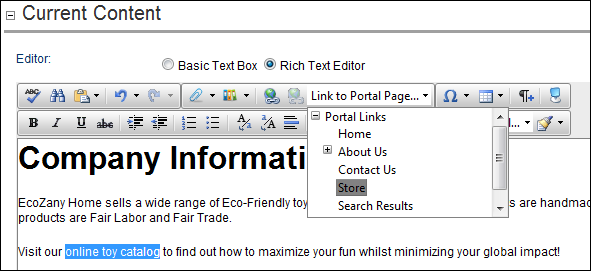 Current Content
Editor:
Basic Text Box
Rich Text Editor
ABC
Link to Portal Page...
Ω
B I U abc
Portal Links
Home
About Us
Contact Us
Store
Search Results
Company Informati
EcoZany Home sells a wide range of Eco-Friendly toy
s are handmad
products are Fair Labor and Fair Trade.
Visit our online toy catalog to find out how to maximize your fun whilst minimizing your global impact!